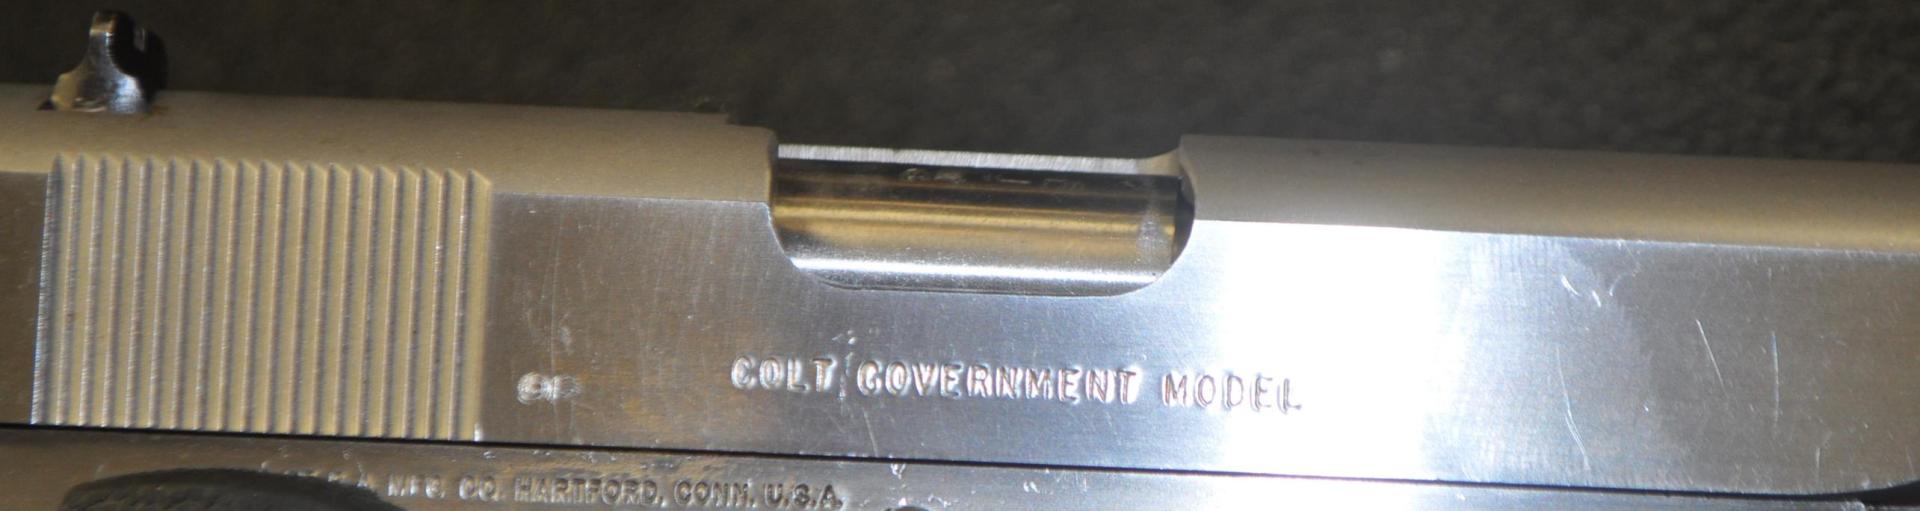 COLT GOVERNMENT MODEL
MFG. CO. HARTFORD, CONN. U.S.A.